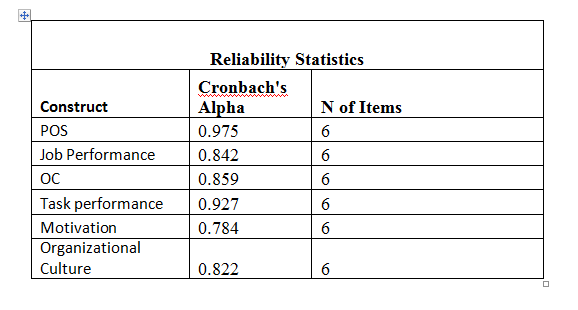 Reliability Statistics
Construct Cronbach's Alpha N of Items
POS 0.975 6
Job Performance 0.842 6
OC 0.859 6
Task performance 0.927 6
Motivation 0.784 6
Organizational Culture 0.822 6